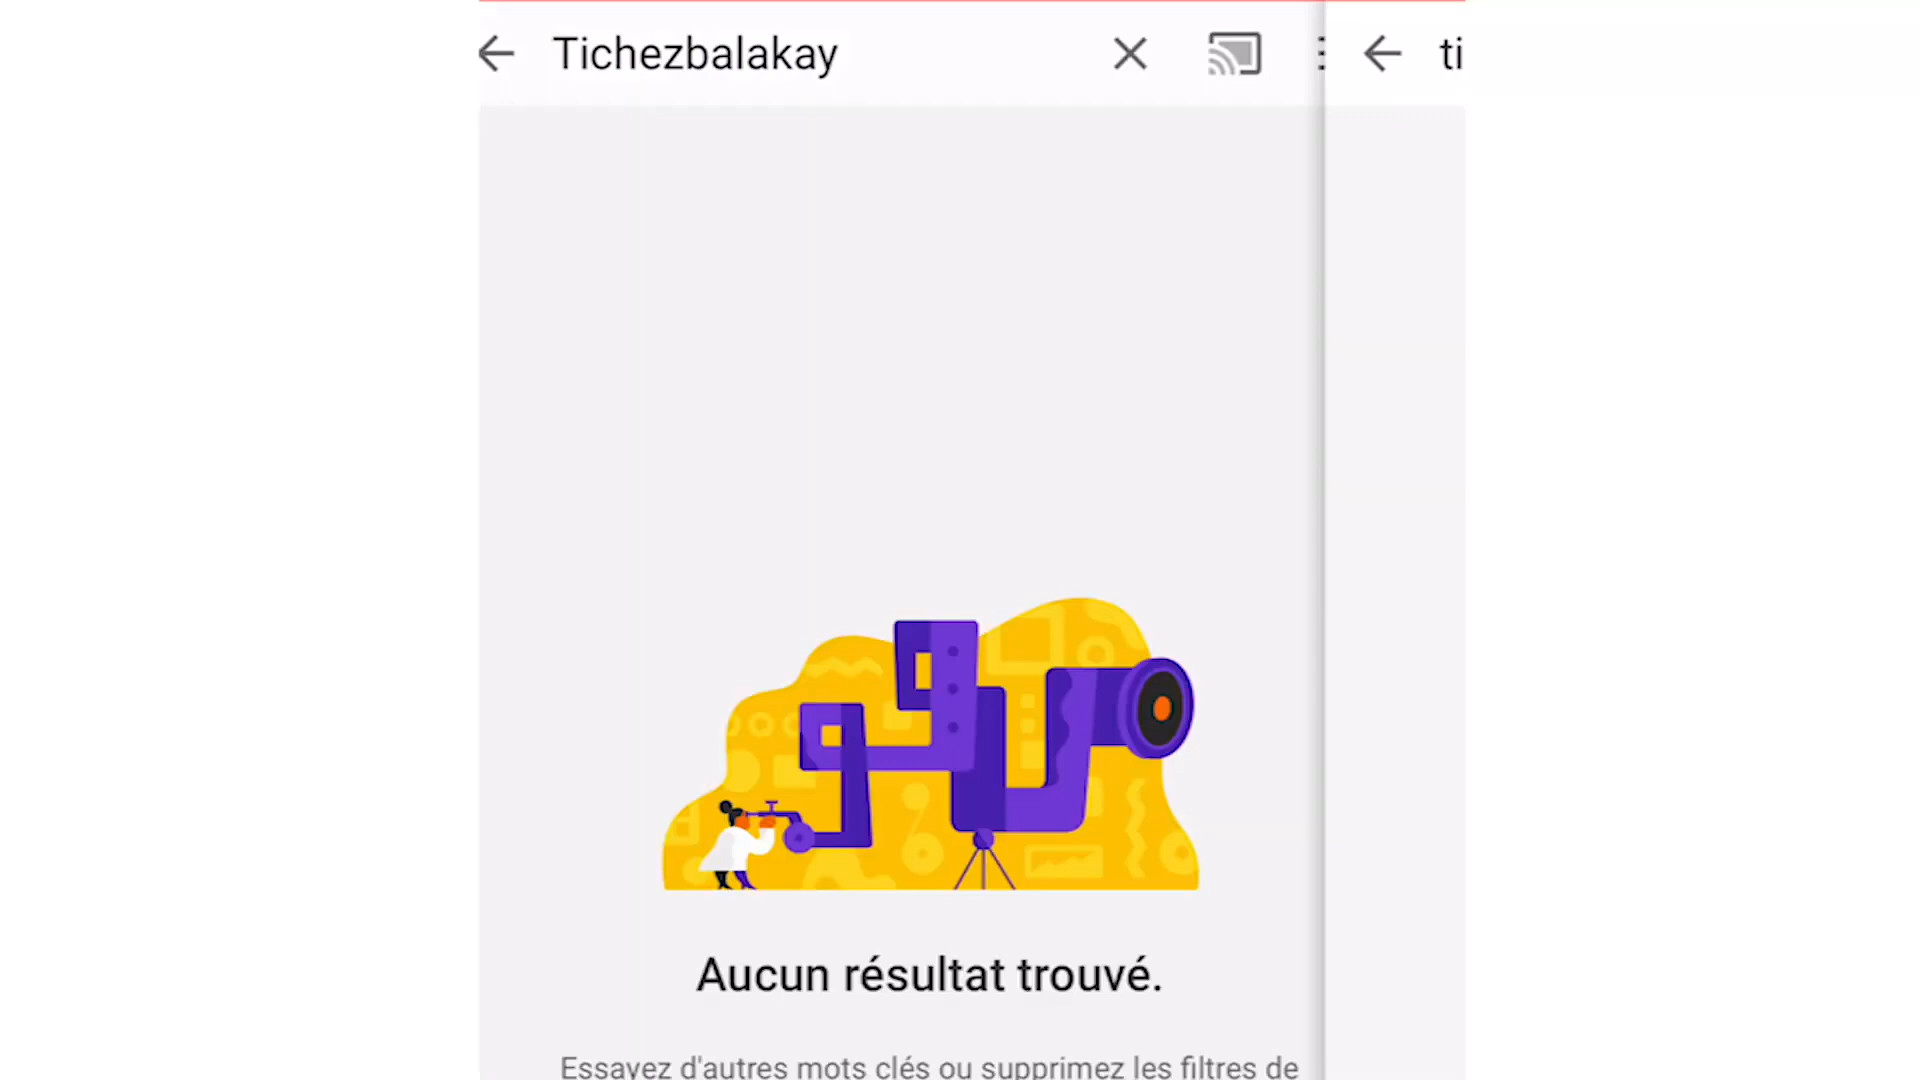 Tichezbalakay
ti
Aucun résultat trouvé.
Essayez d'autres mots clés ou supprimez les filtres de